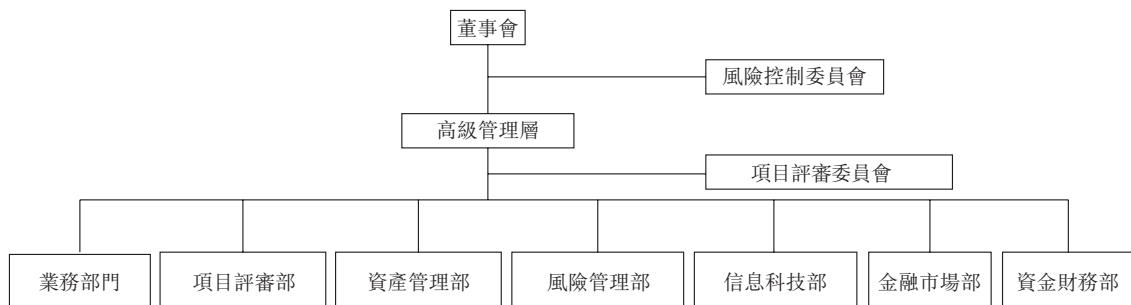 董事會
風險控制委員會
高級管理層
項目評審委員會
業務部門
項目評審部
資產管理部
風險管理部
信息科技部
金融市場部
資金財務部